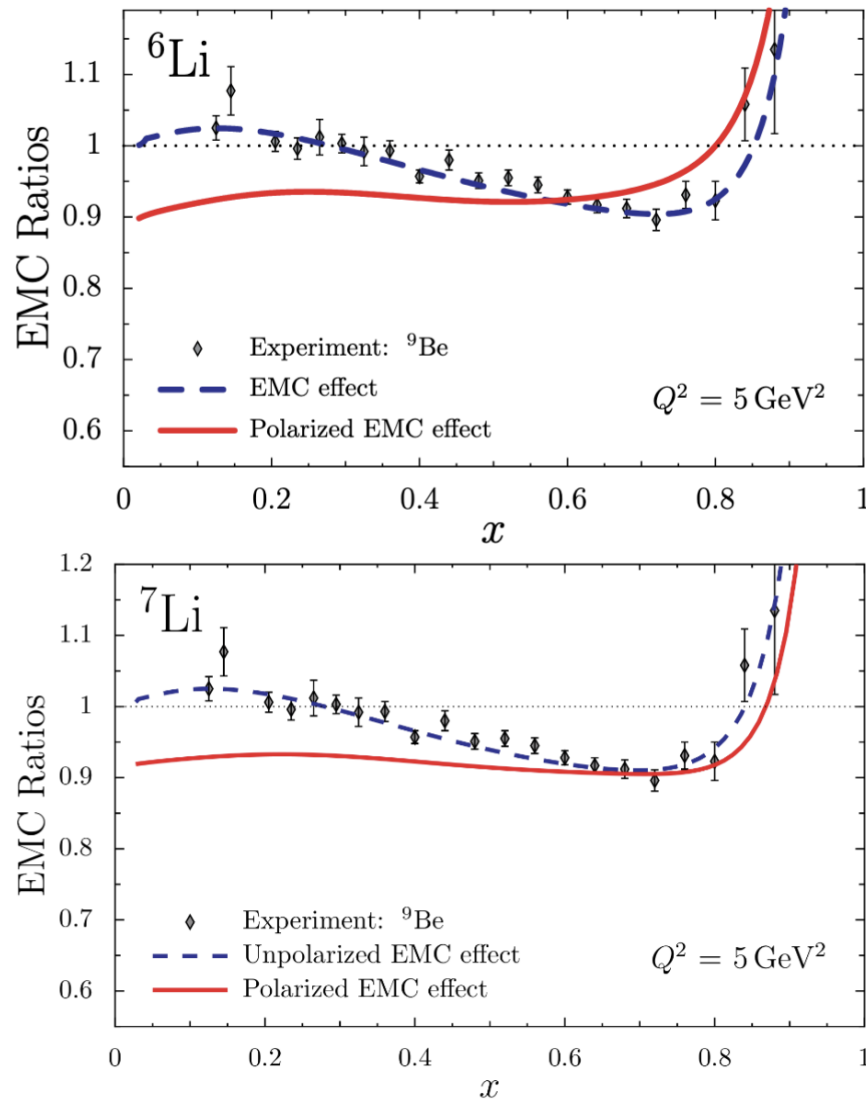 ⁶Li
EMC Ratios
1.1
1
0.9
0.8
0.7
0.6
Experiment: ⁹Be
EMC effect
Polarized EMC effect
Q² = 5 GeV²
0 0.2 0.4 0.6 0.8 1
x
⁷Li
EMC Ratios
1.2
1.1
1
0.9
0.8
0.7
0.6
Experiment: ⁹Be
Unpolarized EMC effect
Polarized EMC effect
Q² = 5 GeV²
0 0.2 0.4 0.6 0.8 1
x